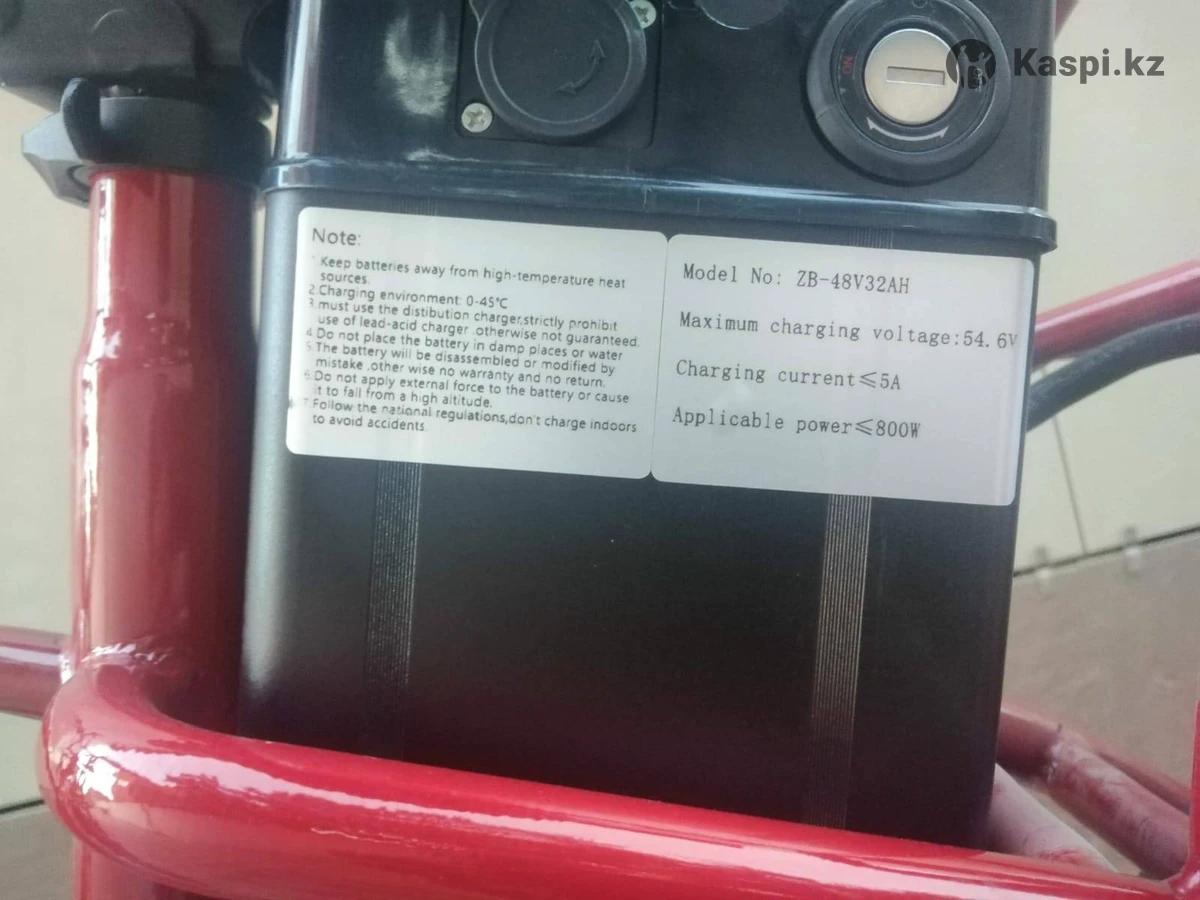 Kaspi.kz
Note:
1 Keep batteries away from high-temperature heat
sources.
2.Charging environment: 0-45℃
3.must use the distibution charger,strictly prohibit
use of lead-acid charger .otherwise not guaranteed.
4.Do not place the battery in damp places or water
5.The battery will be disassembled or modified by
mistake .other wise no warranty and no return.
6.Do not apply external force to the battery or cause
it to fall from a high altitude.
7.Follow the national regulations,don't charge indoors
to avoid accidents.
Model No: ZB-48V32AH
Maximum charging voltage:54.6V
Charging current≤5A
Applicable power≤800W